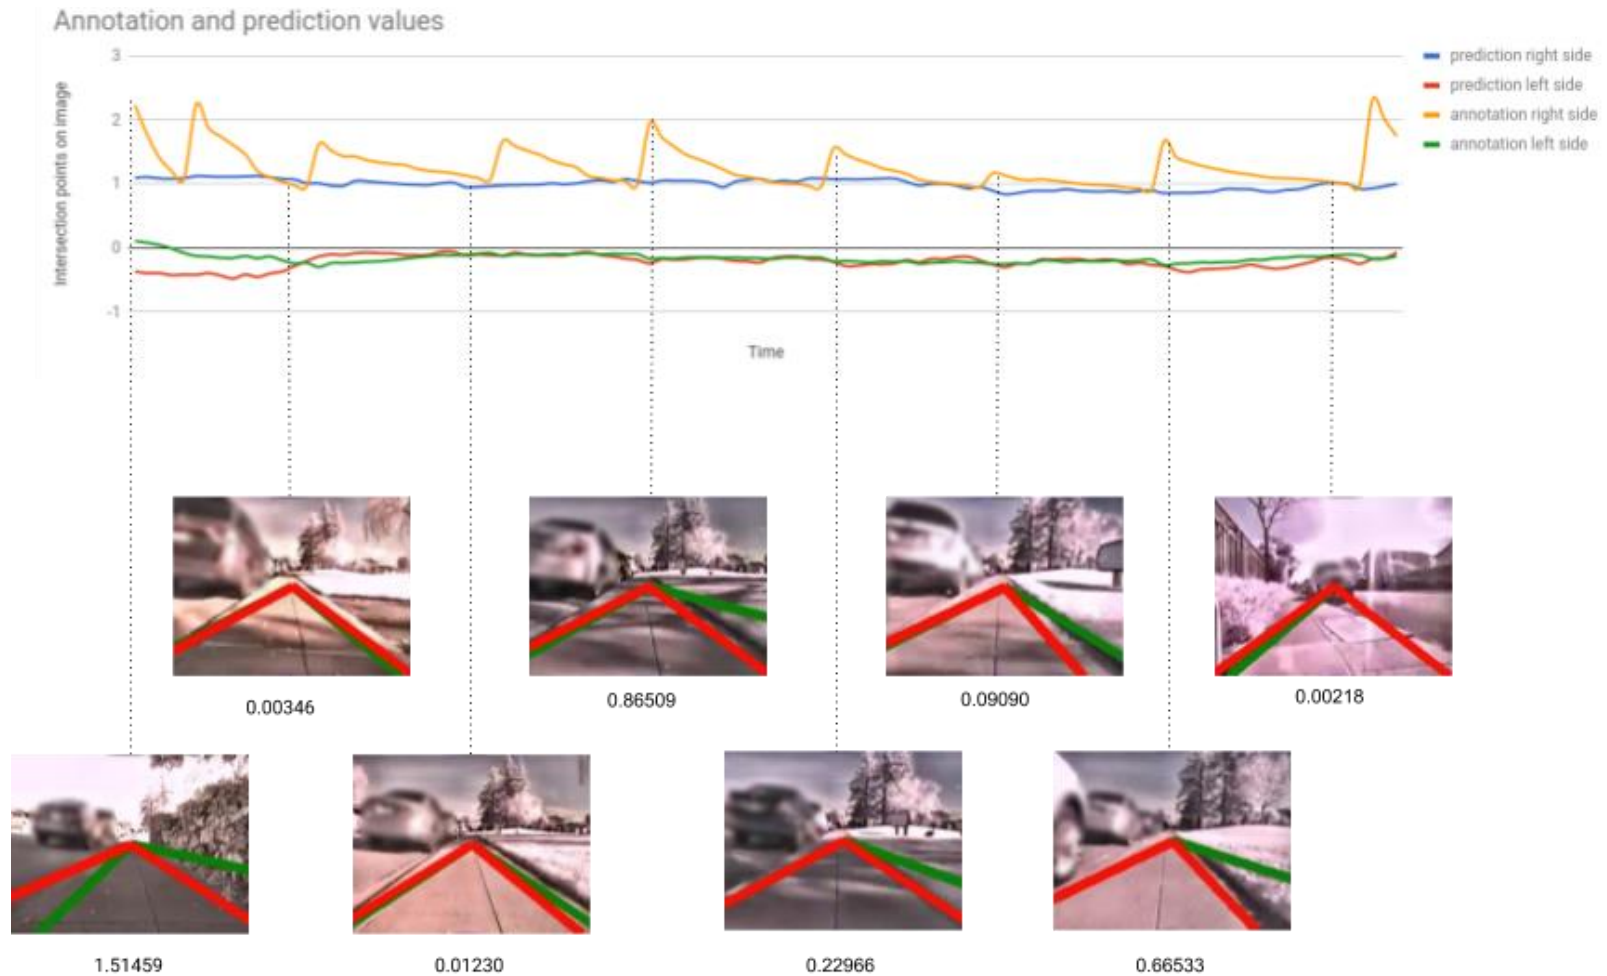 Annotation and prediction values
Intersection points on image
3
2
1
0
-1
Time
prediction right side
prediction left side
annotation right side
annotation left side
0.00346
0.86509
0.09090
0.00218
1.51459
0.01230
0.22966
0.66533